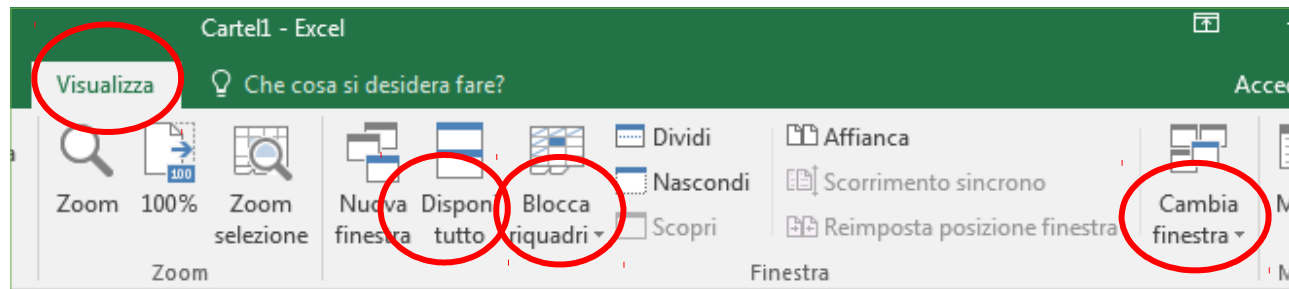 Cartel1 - Excel
Visualizza
Che cosa si desidera fare?
Zoom
100%
100
Zoom
selezione
Nuova
finestra
Disponi
tutto
Blocca
riquadri
Dividi
Nascondi
Scopri
Affianca
Scorrimento sincrono
Reimposta posizione finestra
Cambia
finestra
Zoom
Finestra